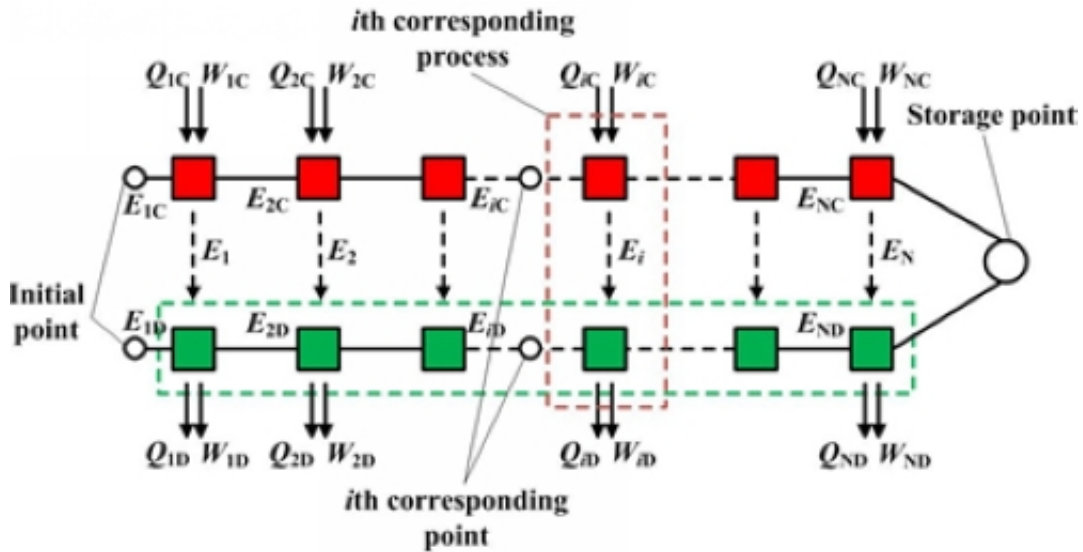 ith corresponding
process
Q1C W1C Q2C W2C QiC WiC QNC WNC
Storage point
E1C E2C EiC ENC
E1 E2 Ei EN
Initial
point
E1D E2D EiD END
Q1D W1D Q2D W2D QiD WiD QND WND
ith corresponding
point